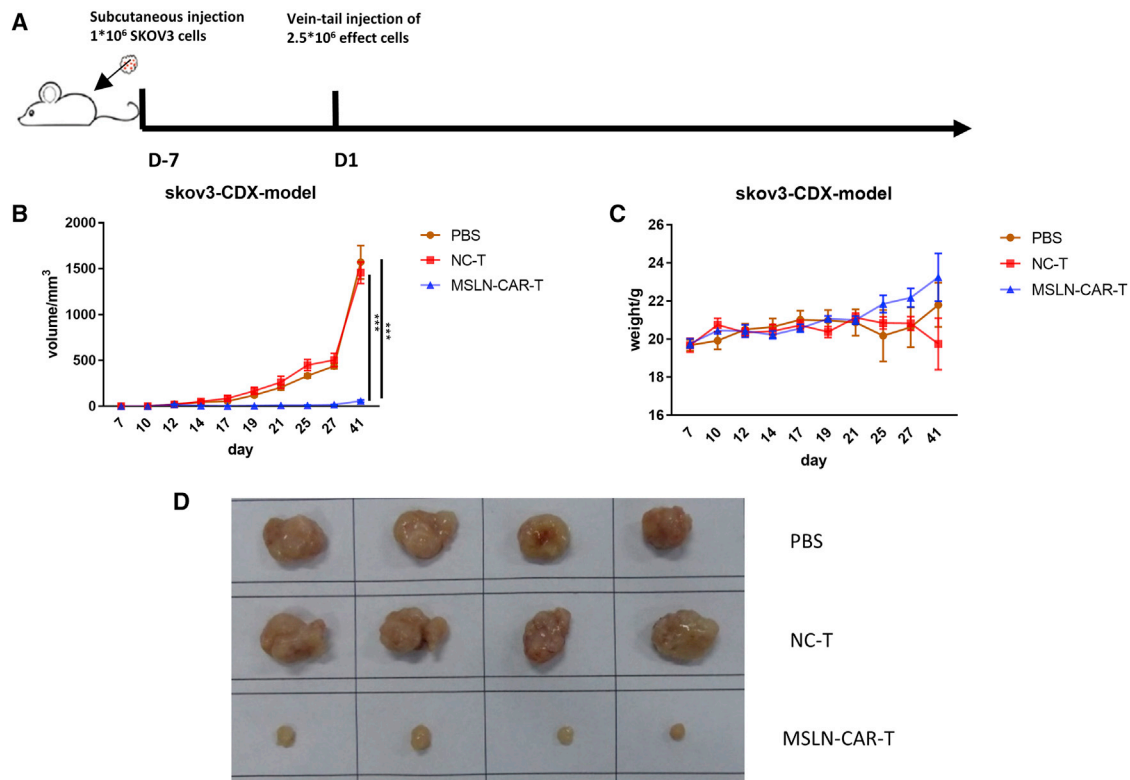 A
Subcutaneous injection
1*10⁶ SKOV3 cells
Vein-tail injection of
2.5*10⁶ effect cells
D-7
D1
B
skov3-CDX-model
volume/mm³
2000
1500
1000
500
0
7 10 12 14 17 19 21 25 27 41
day
PBS
NC-T
MSLN-CAR-T
***
***
C
skov3-CDX-model
weight/g
26
24
22
20
18
16
7 10 12 14 17 19 21 25 27 41
day
PBS
NC-T
MSLN-CAR-T
D
PBS
NC-T
MSLN-CAR-T